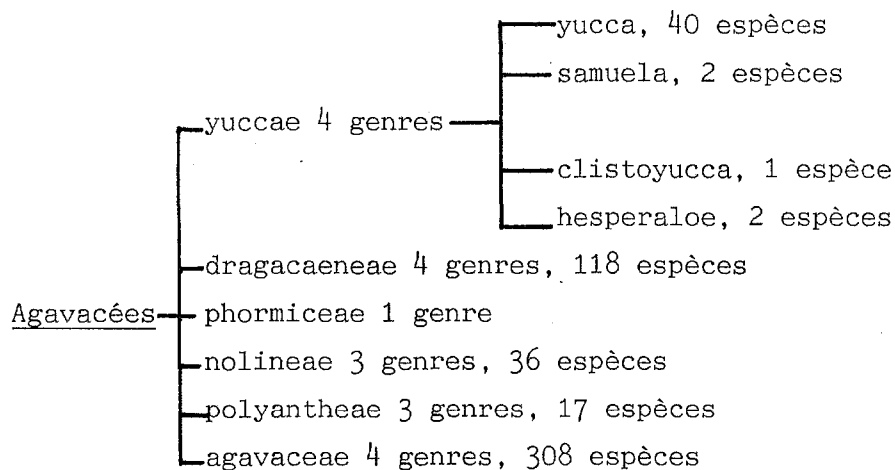 yucca, 40 espèces
samuela, 2 espèces
yuccae 4 genres
clistoyucca, 1 espèce
hesperaloe, 2 espèces
dragacaeneae 4 genres, 118 espèces
Agavacées
phormiceae 1 genre
nolineae 3 genres, 36 espèces
polyantheae 3 genres, 17 espèces
agavaceae 4 genres, 308 espèces